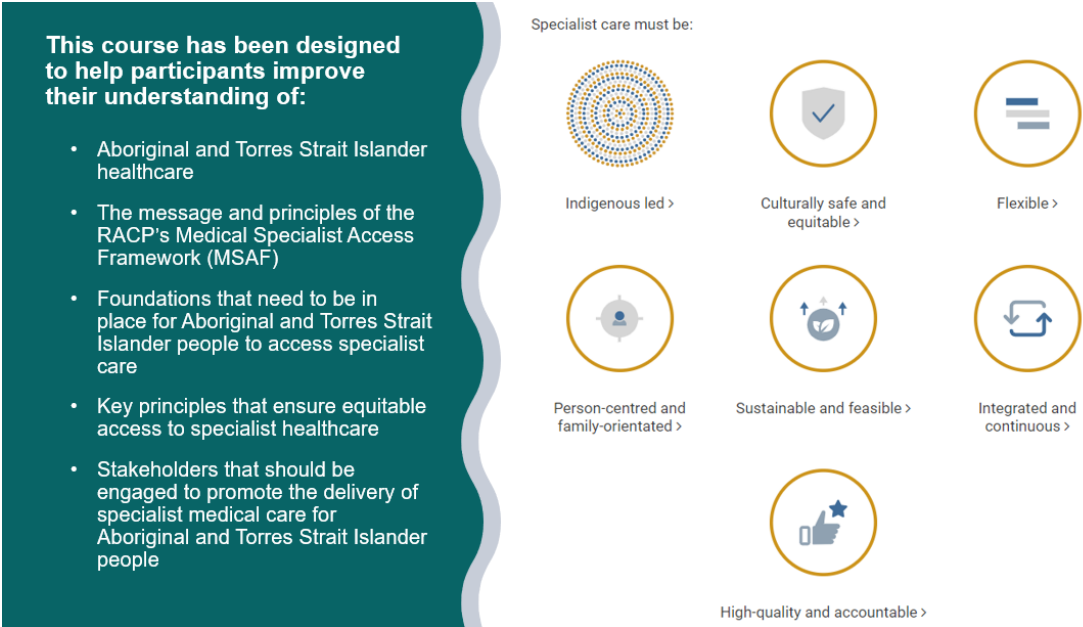 This course has been designed
to help participants improve
their understanding of:
• Aboriginal and Torres Strait Islander
healthcare
• The message and principles of the
RACP's Medical Specialist Access
Framework (MSAF)
• Foundations that need to be in
place for Aboriginal and Torres Strait
Islander people to access specialist
care
• Key principles that ensure equitable
access to specialist healthcare
• Stakeholders that should be
engaged to promote the delivery of
specialist medical care for
Aboriginal and Torres Strait Islander
people
Specialist care must be:
Indigenous led >
Culturally safe and
equitable >
Flexible >
Person-centred and
family-orientated >
Sustainable and feasible >
Integrated and
continuous >
High-quality and accountable >